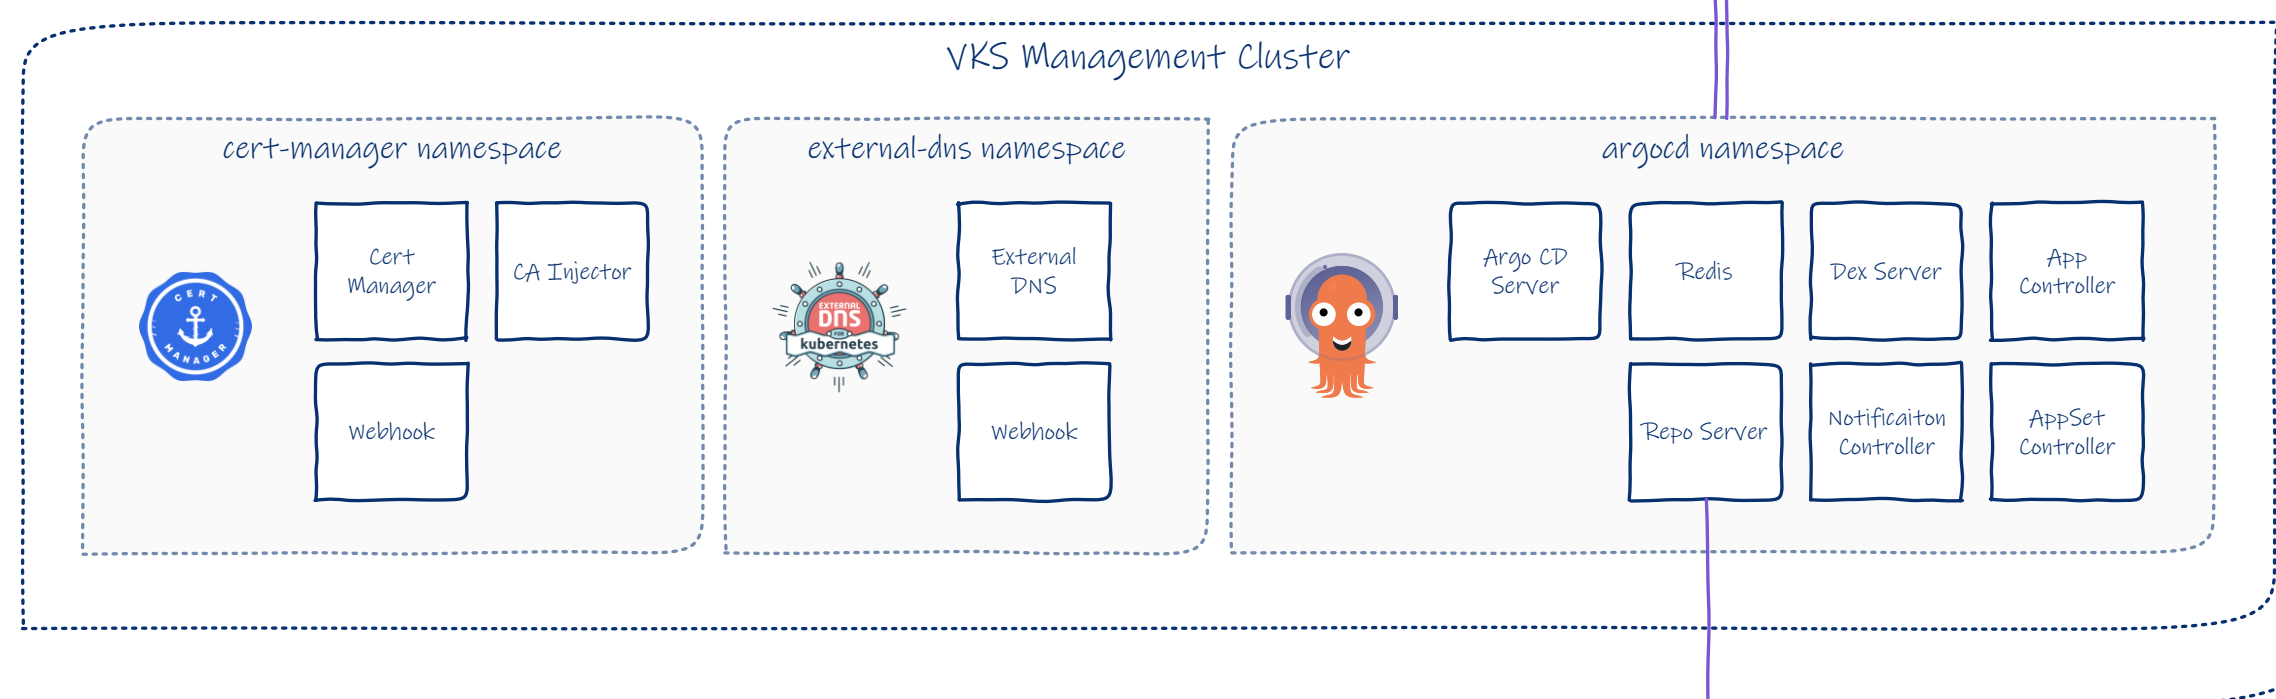 VKS Management Cluster
cert-manager namespace
Cert
Manager
CA Injector
Webhook
CERT
MANAGER
external-dns namespace
External
DNS
Webhook
EXTERNAL
DNS
FOR
kubernetes
argocd namespace
Argo CD
Server
Redis
Dex Server
App
Controller
Repo Server
Notificaiton
Controller
AppSet
Controller